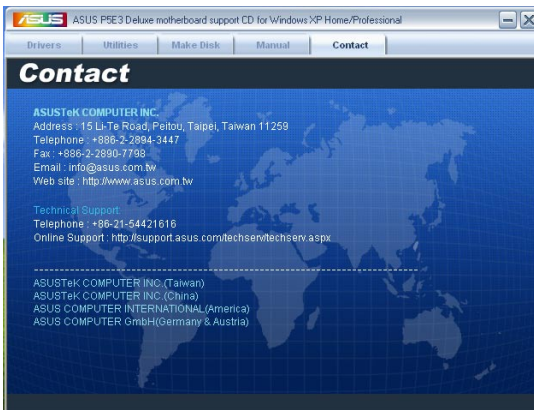 ASUS ASUS P5E3 Deluxe motherboard support CD for Windows XP Home/Professional
Drivers Utilities Make Disk Manual Contact
Contact
ASUSTeK COMPUTER INC.
Address : 15 Li-Te Road, Peitou, Taipei, Taiwan 11259
Telephone : +886-2-2894-3447
Fax : +886-2-2890-7798
Email : info@asus.com.tw
Web site : http://www.asus.com.tw
Technical Support:
Telephone : +86-21-54421616
Online Support : http://support.asus.com/techserv/techserv.aspx
--------------------------------------------------------------------------------
ASUSTeK COMPUTER INC.(Taiwan)
ASUSTeK COMPUTER INC.(China)
ASUS COMPUTER INTERNATIONAL(America)
ASUS COMPUTER GmbH(Germany & Austria)